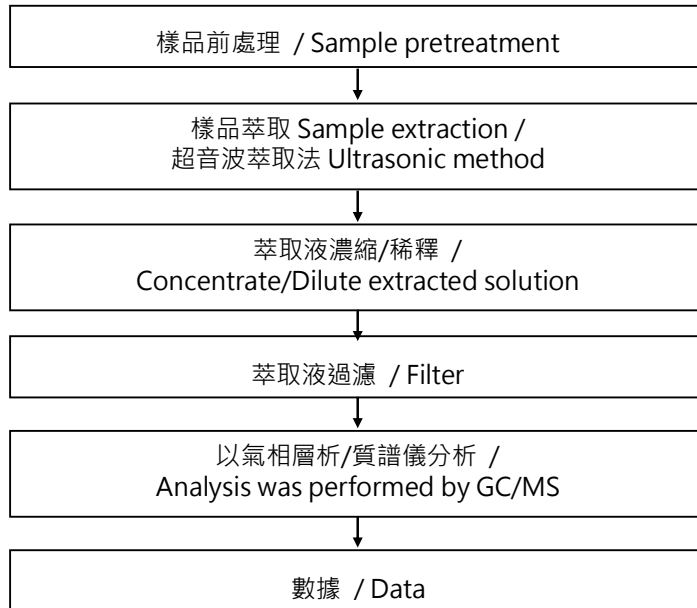 樣品前處理 / Sample pretreatment
樣品萃取 Sample extraction /
超音波萃取法 Ultrasonic method
萃取液濃縮/稀釋 /
Concentrate/Dilute extracted solution
萃取液過濾 / Filter
以氣相層析/質譜儀分析 /
Analysis was performed by GC/MS
數據 / Data